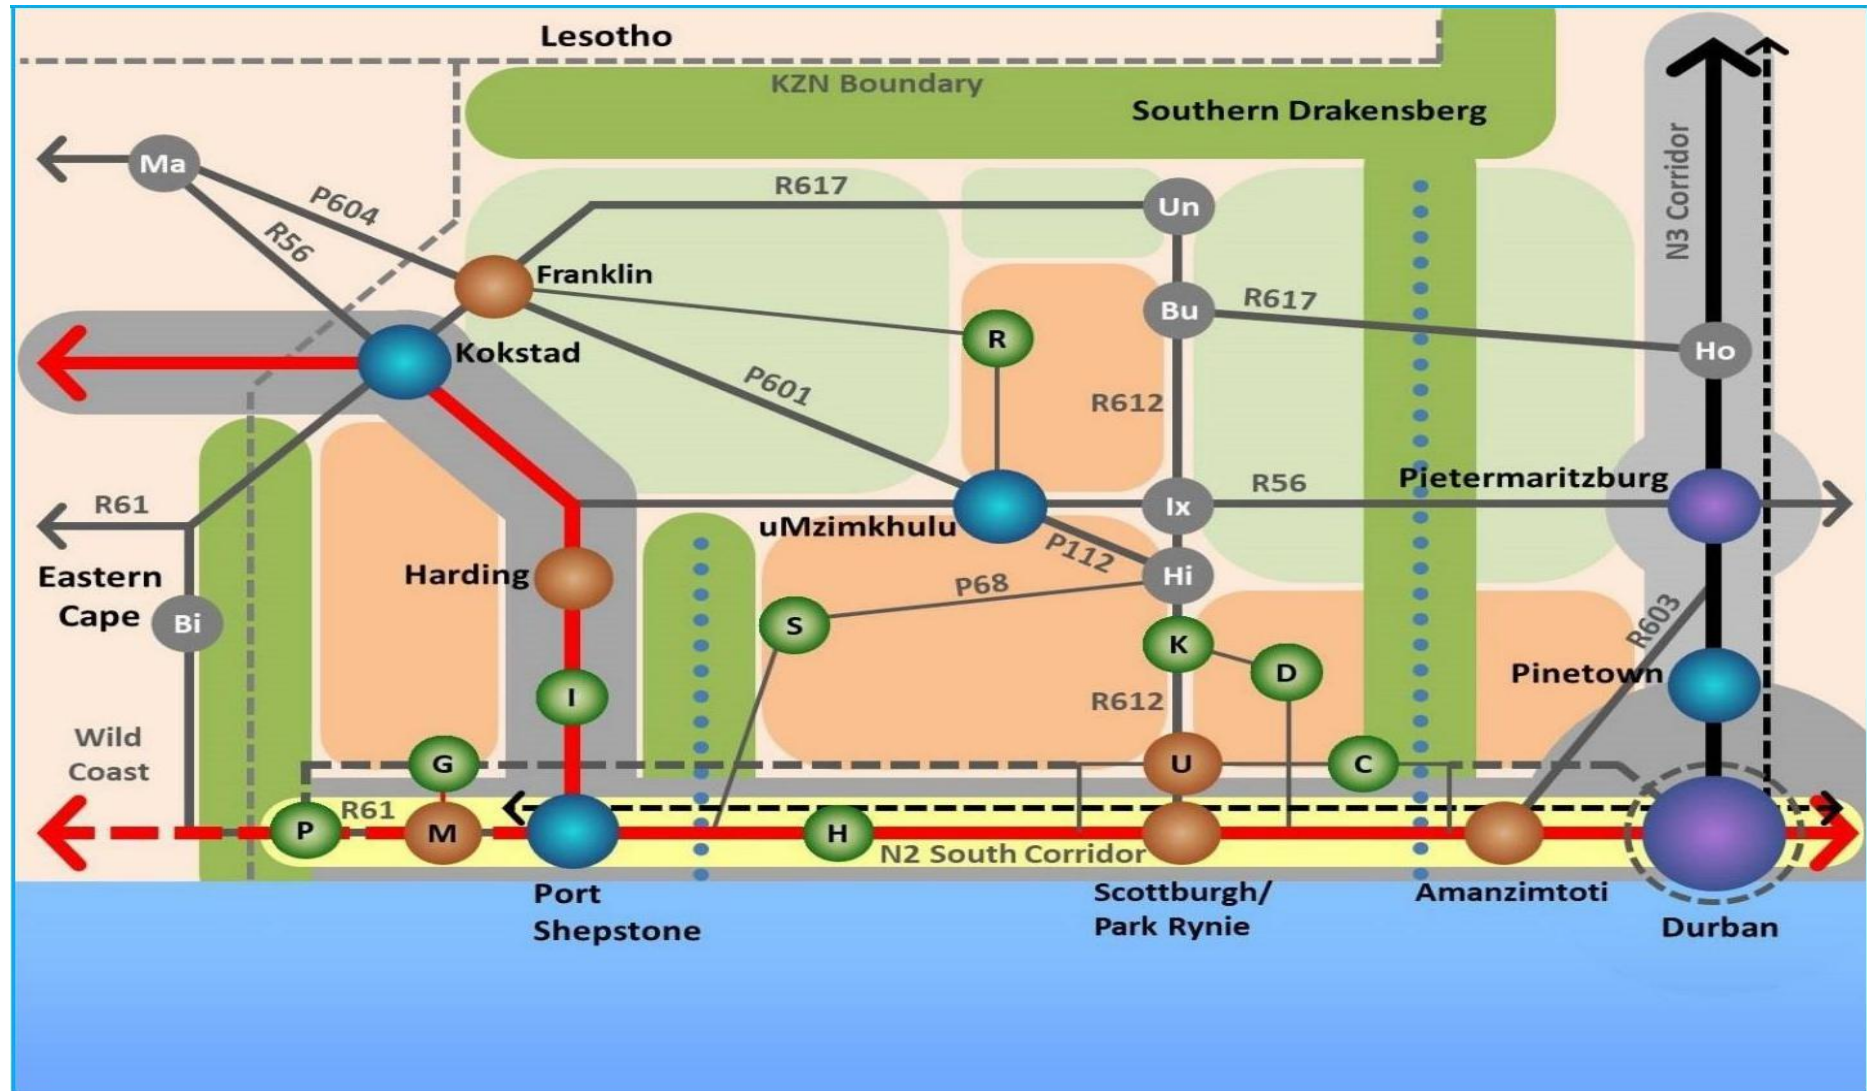 Lesotho
KZN Boundary
Southern Drakensberg
N3 Corridor
Ma
P604
R56
R617
Un
Franklin
R
Bu
R617
Ho
Kokstad
P601
R612
R61
uMzimkhulu
Ix
R56
Pietermaritzburg
Eastern
Cape
Bi
Harding
P112
Hi
P68
S
K
D
R603
Pinetown
I
R612
Wild
Coast
G
U
C
P
R61
M
H
N2 South Corridor
Port
Shepstone
Scottburgh/
Park Rynie
Amanzimtoti
Durban